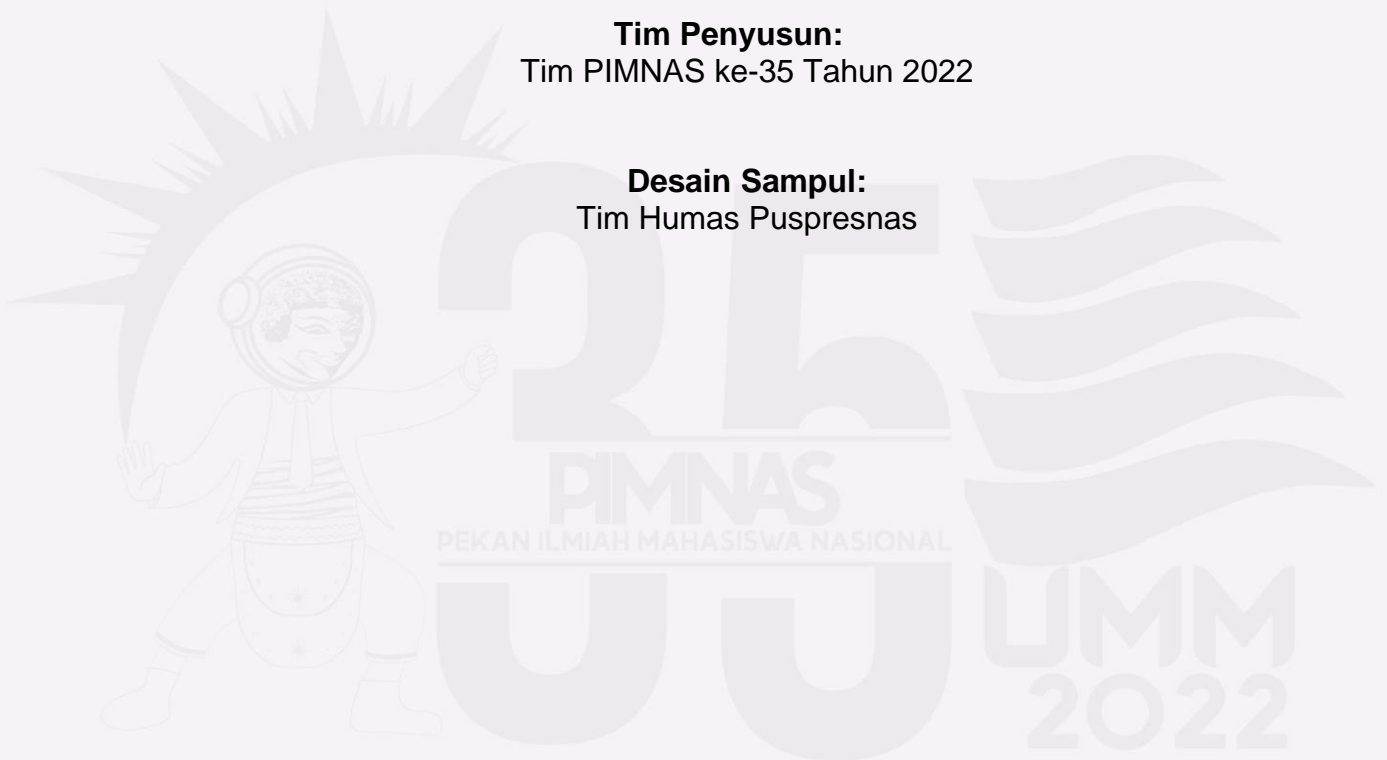 Tim Penyusun:
Tim PIMNAS ke-35 Tahun 2022
Desain Sampul:
Tim Humas Puspresnas
35
PIMNAS
PEKAN ILMIAH MAHASISWA NASIONAL
UMM
2022